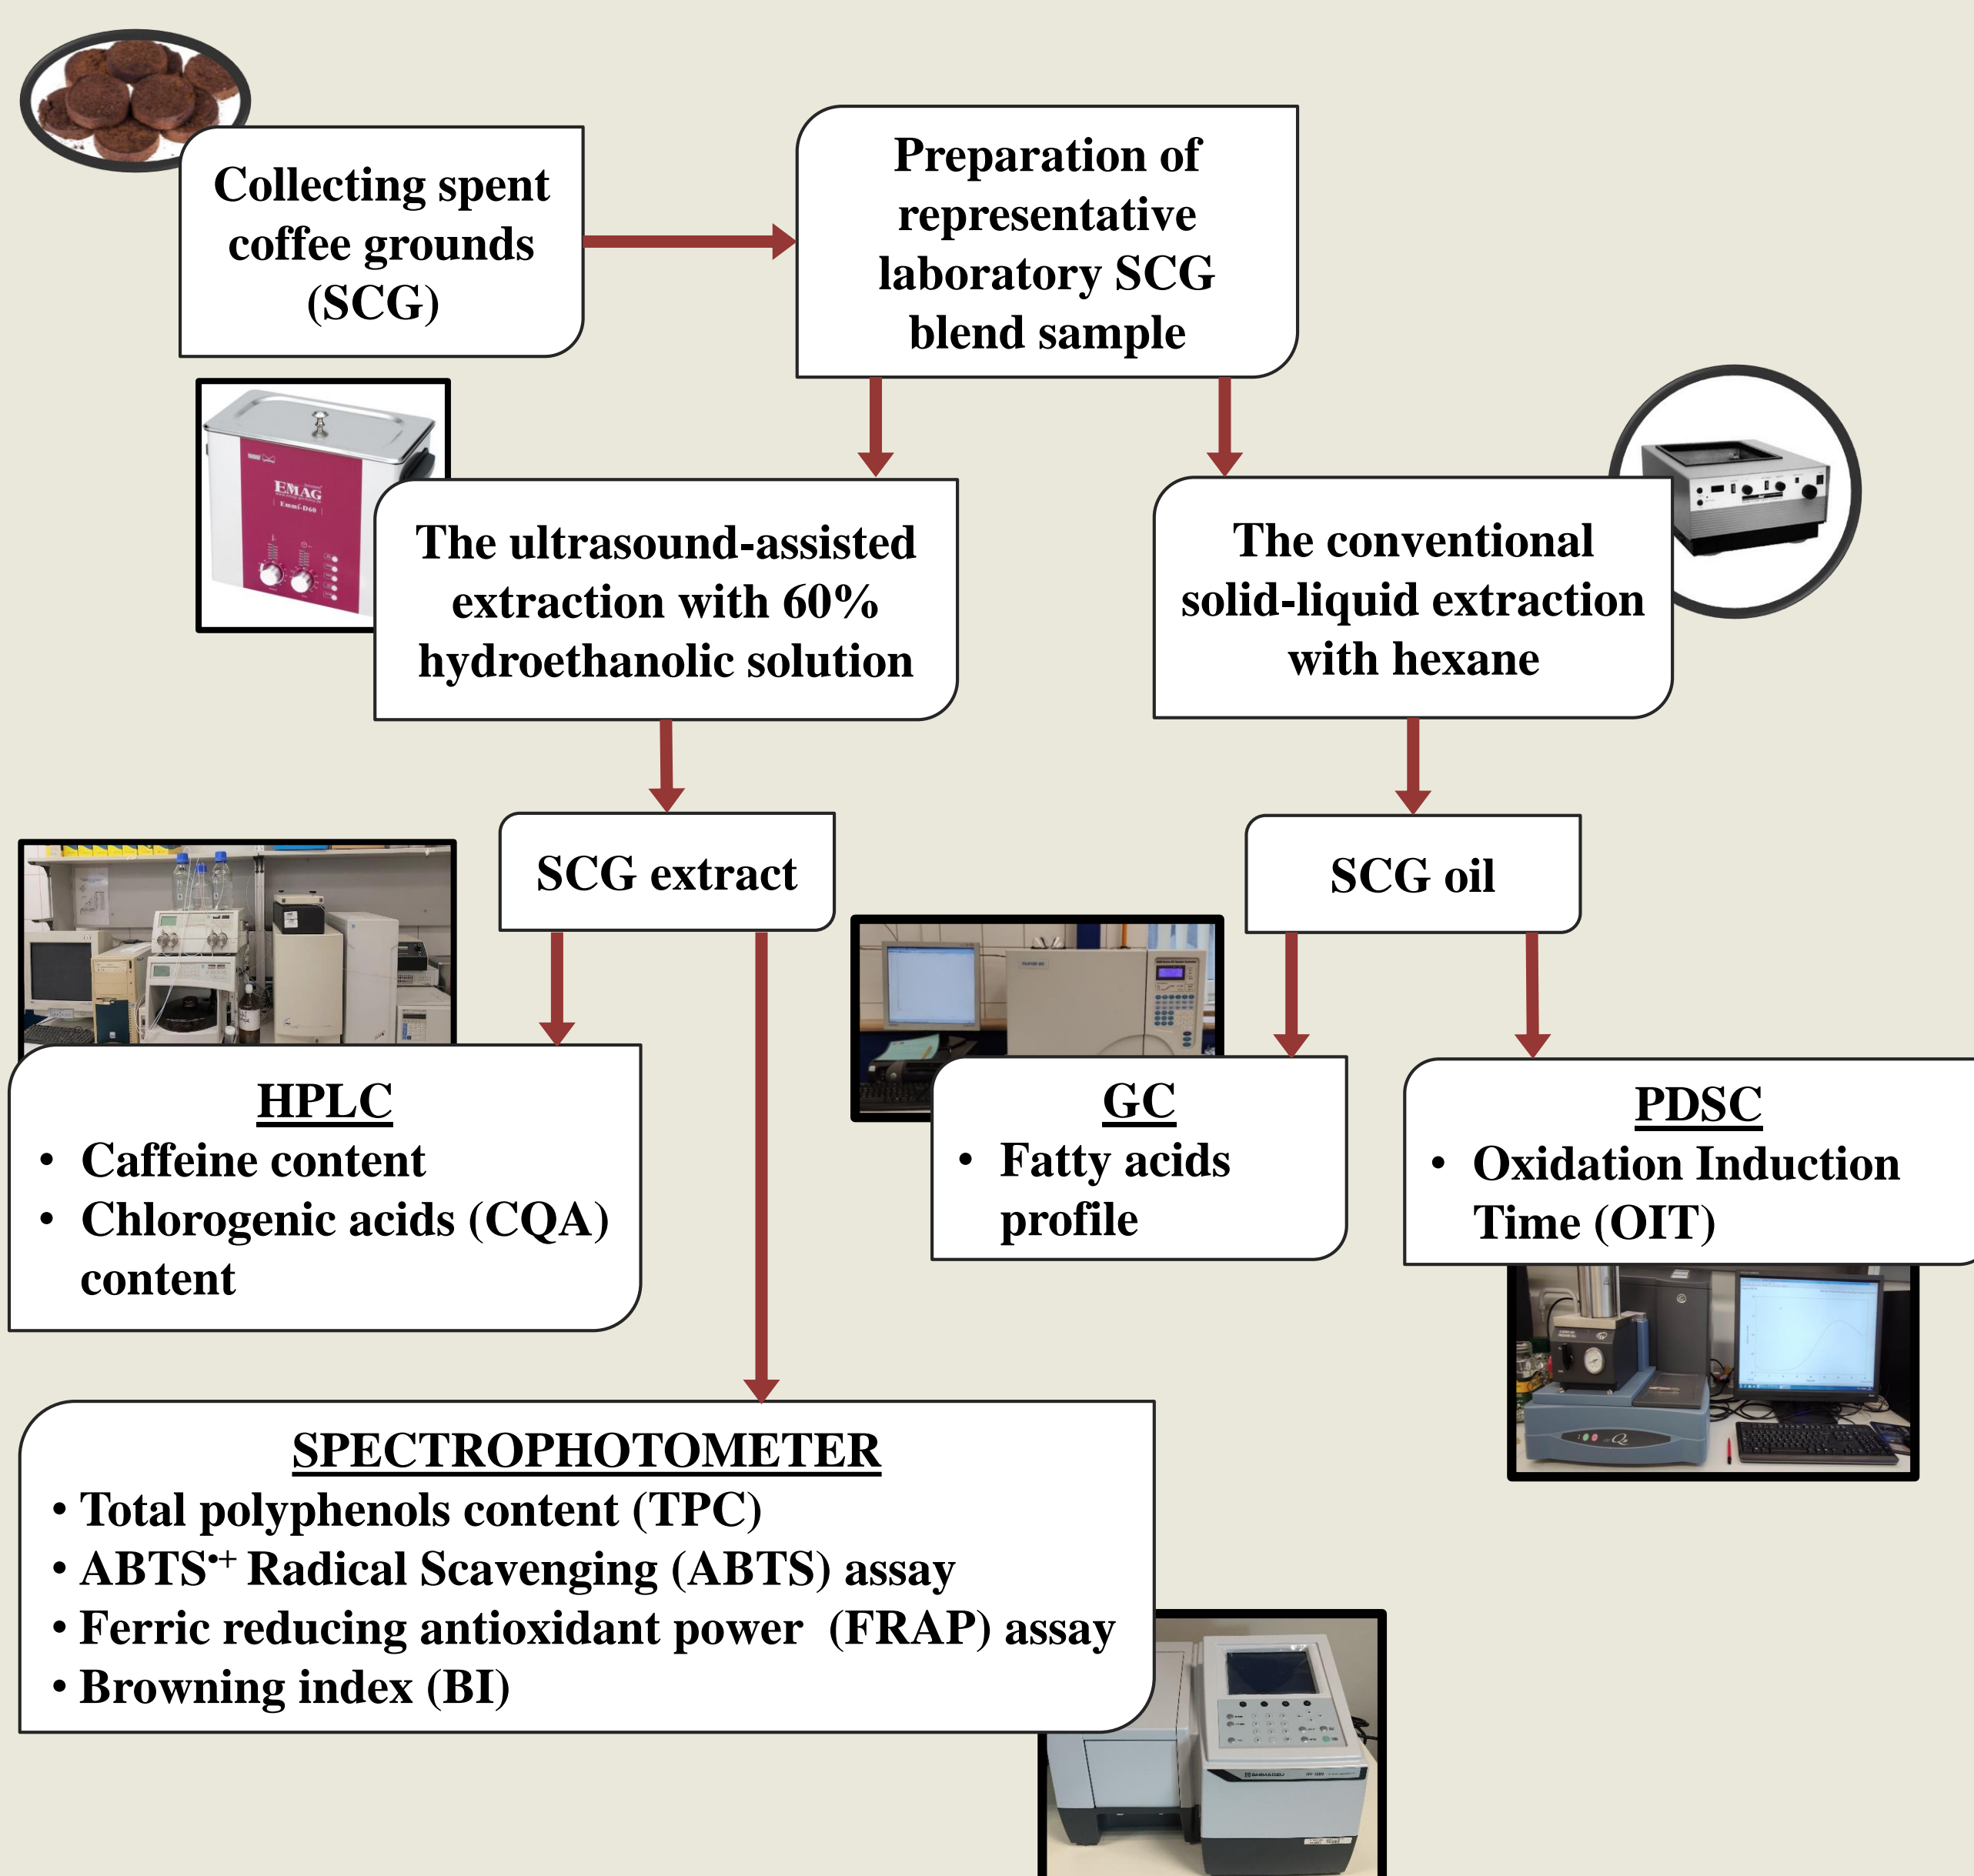 Collecting spent
coffee grounds
(SCG)
Preparation of
representative
laboratory SCG
blend sample
EMAG
Emmi-D60
The ultrasound-assisted
extraction with 60%
hydroethanolic solution
The conventional
solid-liquid extraction
with hexane
SCG extract
SCG oil
HPLC
• Caffeine content
• Chlorogenic acids (CQA)
content
GC
• Fatty acids
profile
PDSC
• Oxidation Induction
Time (OIT)
SPECTROPHOTOMETER
• Total polyphenols content (TPC)
• ABTS•+ Radical Scavenging (ABTS) assay
• Ferric reducing antioxidant power (FRAP) assay
• Browning index (BI)
SHIMADZU